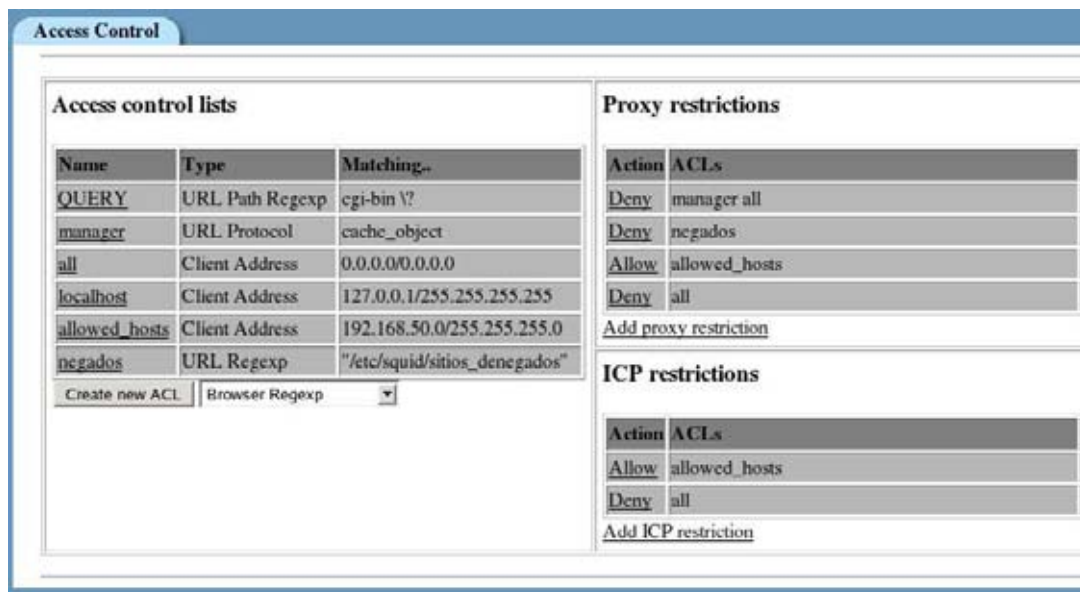 Access Control
Access control lists
Name Type Matching..
QUERY URL Path Regexp cgi-bin \?
manager URL Protocol cache_object
all Client Address 0.0.0.0/0.0.0.0
localhost Client Address 127.0.0.1/255.255.255.255
allowed_hosts Client Address 192.168.50.0/255.255.255.0
negados URL Regexp "/etc/squid/sitios_denegados"
Create new ACL Browser Regexp
Proxy restrictions
Action ACLs
Deny manager all
Deny negados
Allow allowed_hosts
Deny all
Add proxy restriction
ICP restrictions
Action ACLs
Allow allowed_hosts
Deny all
Add ICP restriction